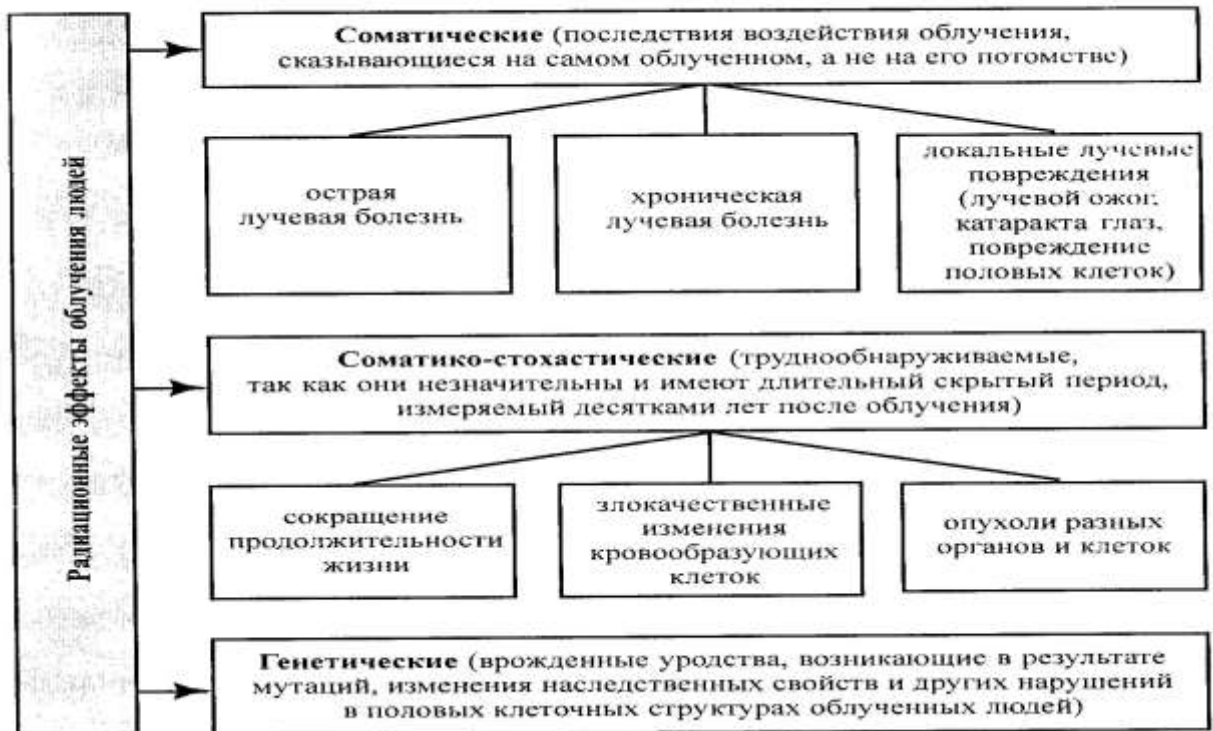 Радиационные эффекты облучения людей
Соматические (последствия воздействия облучения,
сказывающиеся на самом облученном, а не на его потомстве)
острая
лучевая болезнь
хроническая
лучевая болезнь
локальные лучевые
повреждения
(лучевой ожог,
катаракта глаз,
повреждение
половых клеток)
Соматико-стохастические (труднообнаруживаемые,
так как они незначительны и имеют длительный скрытый период,
измеряемый десятками лет после облучения)
сокращение
продолжительности
жизни
злокачественные
изменения
кровообразующих
клеток
опухоли разных
органов и клеток
Генетические (врожденные уродства, возникающие в результате
мутаций, изменения наследственных свойств и других нарушений
в половых клеточных структурах облученных людей)